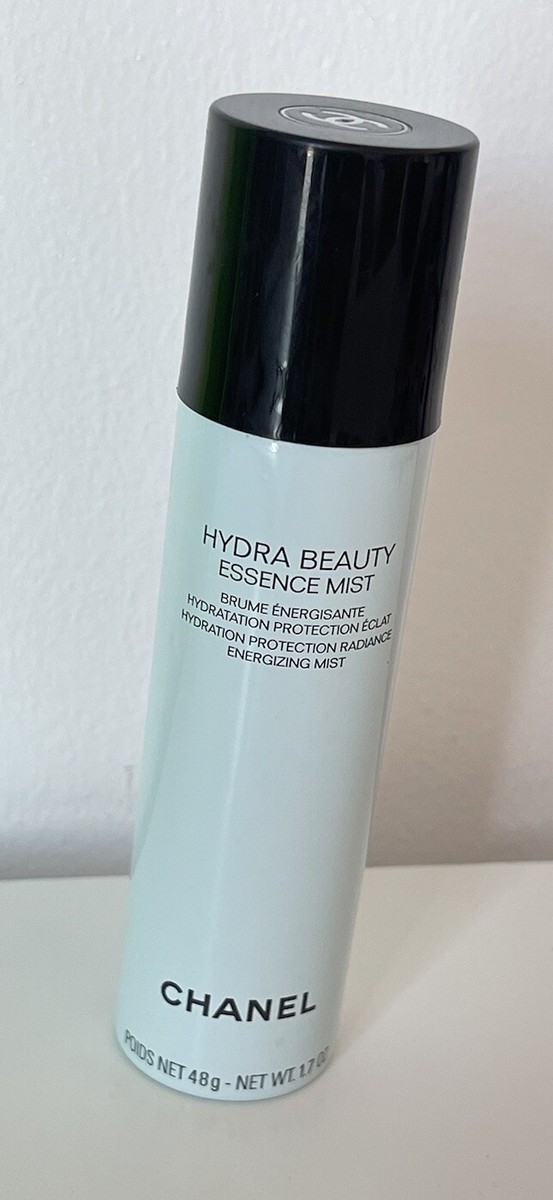 HYDRA BEAUTY
ESSENCE MIST
BRUME ÉNERGISANTE
HYDRATATION PROTECTION ÉCLAT
HYDRATION PROTECTION RADIANCE
ENERGIZING MIST
CHANEL
POIDS NET 48g - NET WT. 1.7 OZ